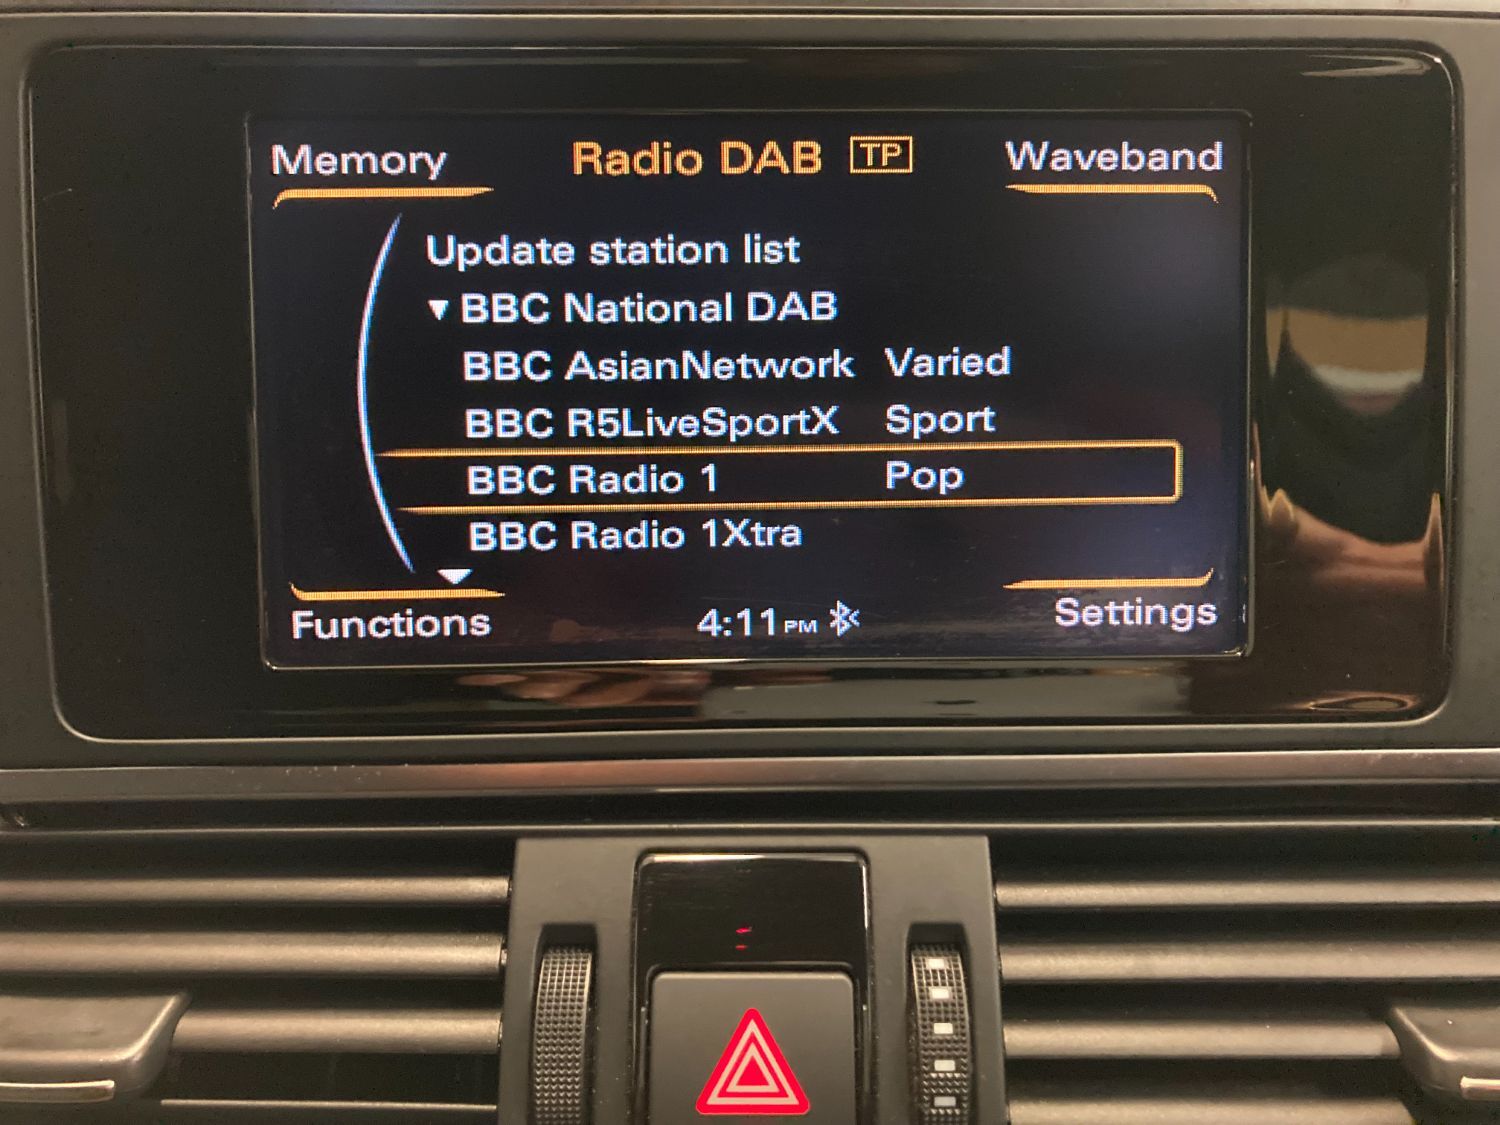 Memory Radio DAB TP Waveband
Update station list
▼ BBC National DAB
BBC AsianNetwork Varied
BBC R5LiveSportX Sport
BBC Radio 1 Pop
BBC Radio 1Xtra
Functions 4:11 PM Settings